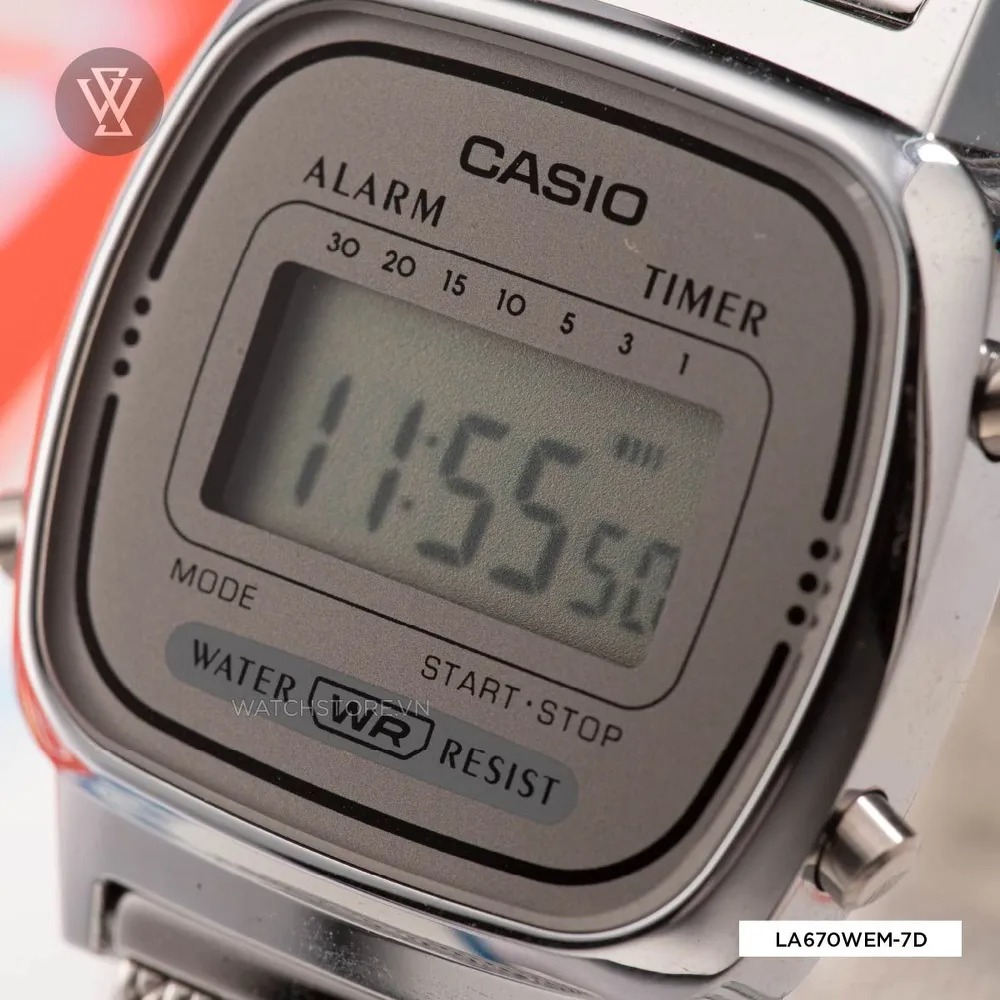 CASIO
ALARM
TIMER
30 20 15 10 5 3 1
11:55 50
MODE
START·STOP
WATER WR RESIST
WATCHSTORE.VN
LA670WEM-7D